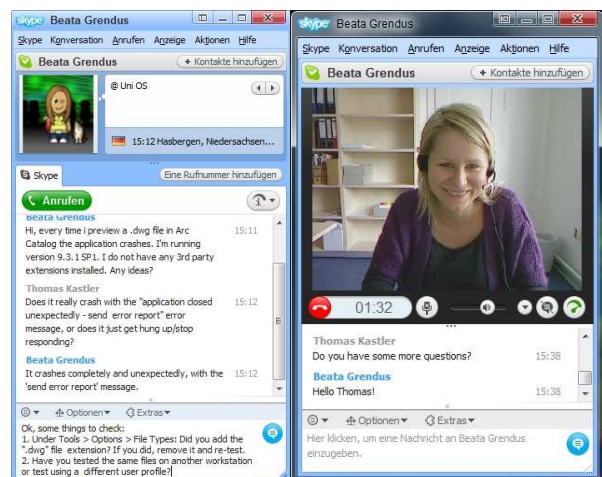 skype Beata Grendus
Skype Konversation Anrufen Anzeige Aktionen Hilfe
Beata Grendus
+ Kontakte hinzufügen
@ Uni OS
15:12 Hasbergen, Niedersachsen...
Skype
Eine Rufnummer hinzufügen
Anrufen
Beata Grendus
Hi, every time i preview a .dwg file in Arc 15:11
Catalog the application crashes. I'm running
version 9.3.1 SP1. I do not have any 3rd party
extensions installed. Any ideas?
Thomas Kastler
Does it really crash with the "application closed 15:12
unexpectedly - send error report" error
message, or does it just get hung up/stop
responding?
Beata Grendus
It crashes completely and unexpectedly, with the 15:12
'send error report' message.
Optionen Extras
Ok, some things to check:
1. Under Tools > Options > File Types: Did you add the
".dwg" file extension? If you did, remove it and re-test.
2. Have you tested the same files on another workstation
or test using a different user profile?
skype Beata Grendus
Skype Konversation Anrufen Anzeige Aktionen Hilfe
Beata Grendus
+ Kontakte hinzufügen
01:32
Thomas Kastler
Do you have some more questions? 15:38
Beata Grendus
Hello Thomas! 15:38
Optionen Extras
Hier klicken, um eine Nachricht an Beata Grendus
einzugeben.